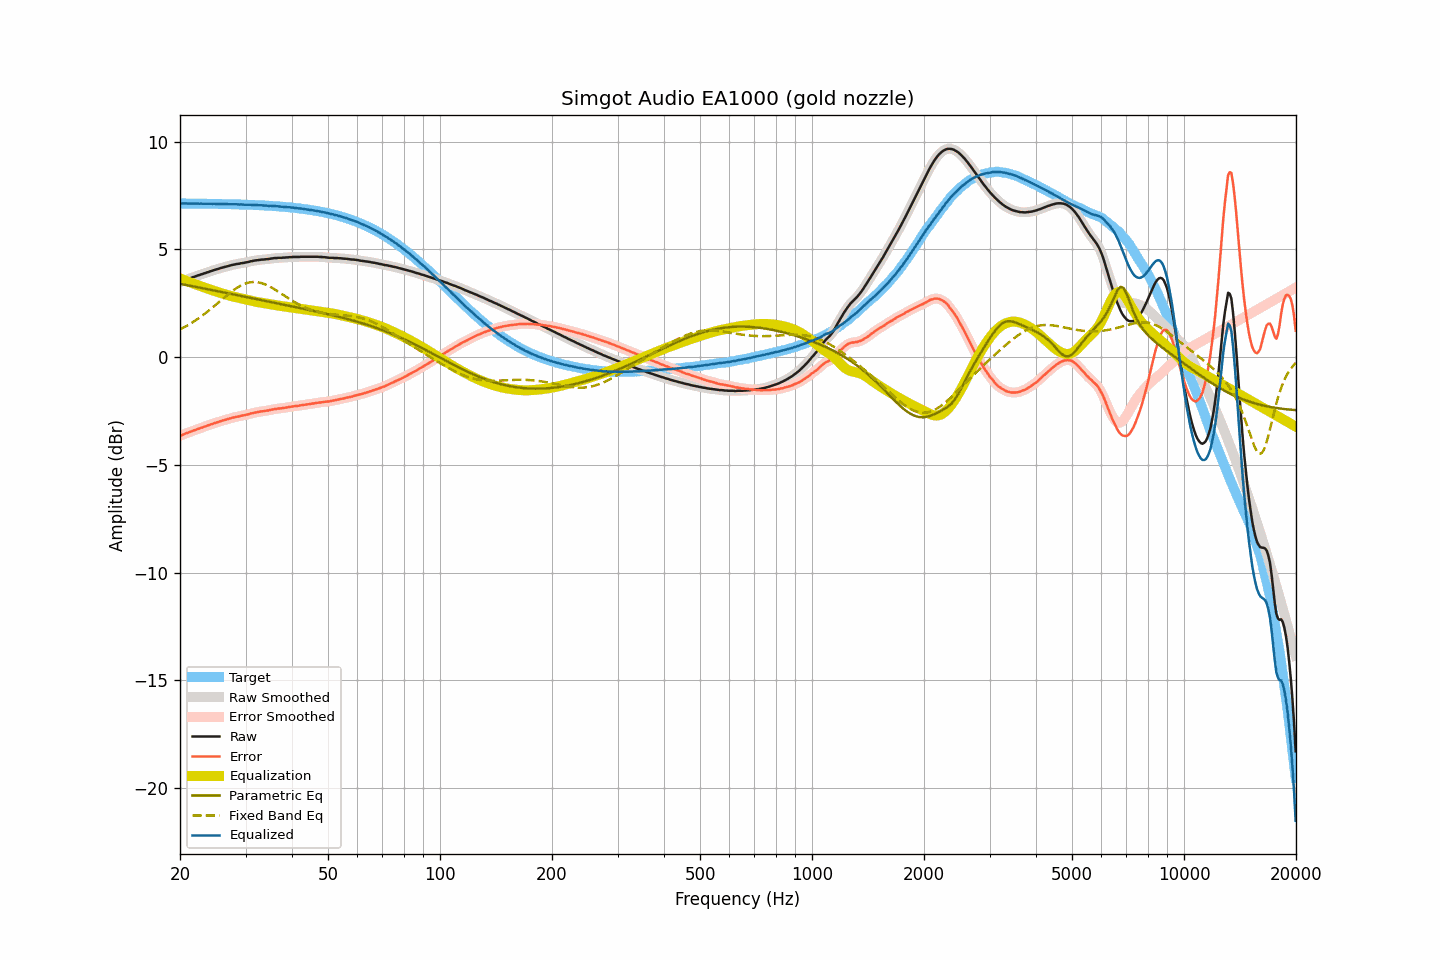 Simgot Audio EA1000 (gold nozzle)
10
5
0
−5
−10
−15
−20
Amplitude (dBr)
Target
Raw Smoothed
Error Smoothed
Raw
Error
Equalization
Parametric Eq
Fixed Band Eq
Equalized
20 50 100 200 500 1000 2000 5000 10000 20000
Frequency (Hz)